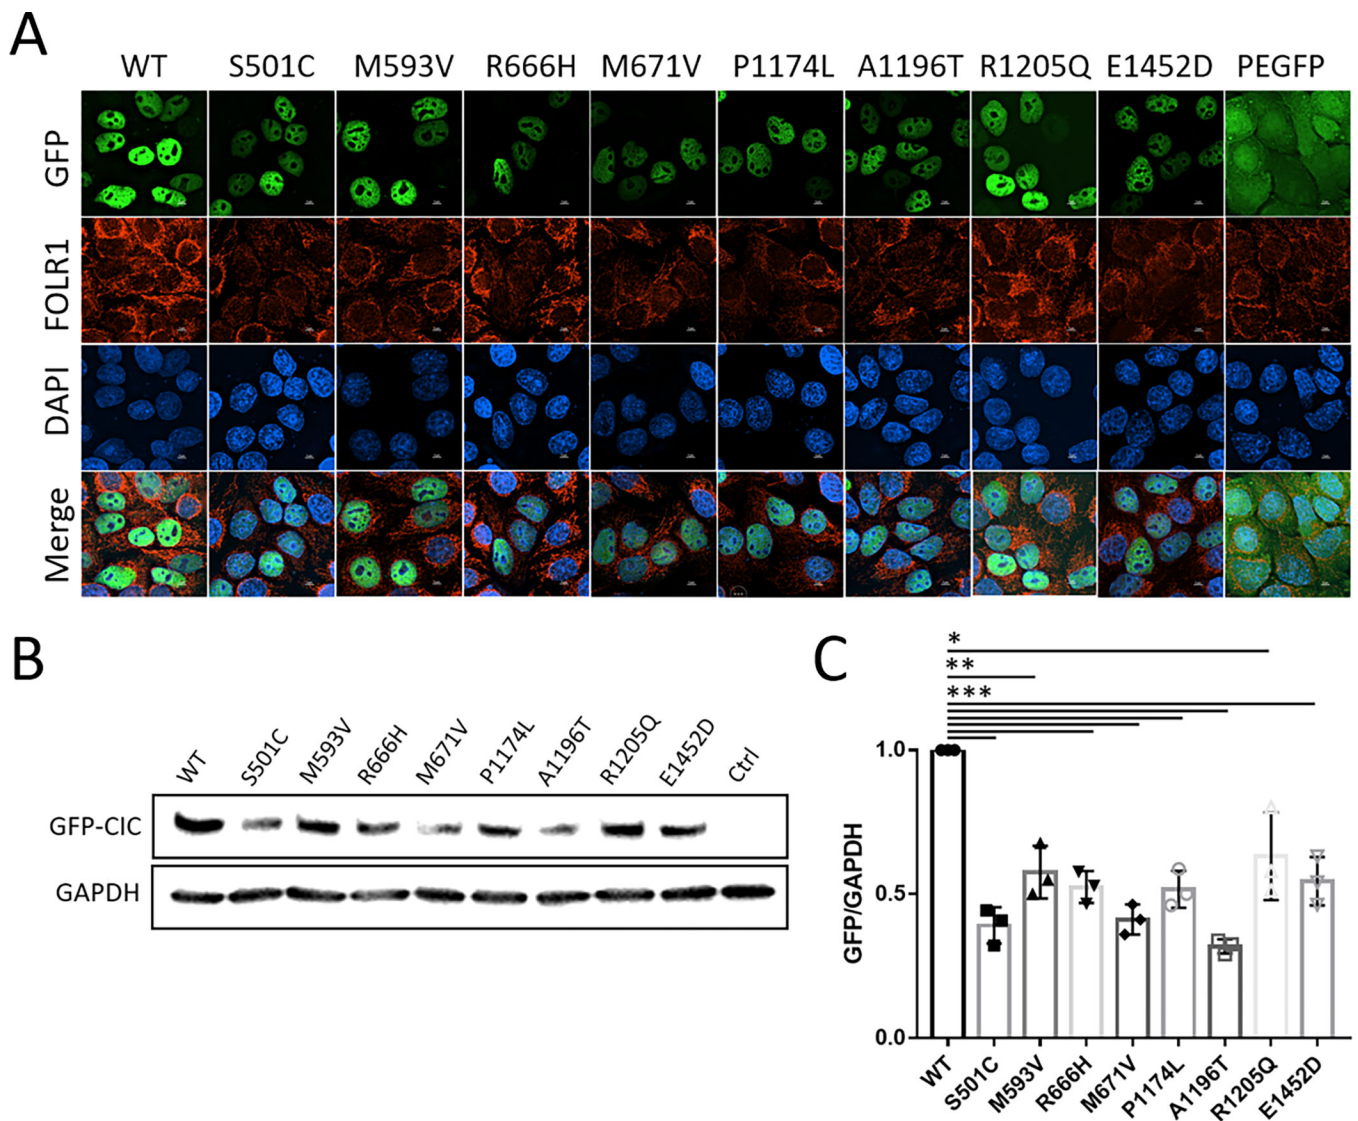 A
WT S501C M593V R666H M671V P1174L A1196T R1205Q E1452D PEGFP
GFP
FOLR1
DAPI
Merge
B
WT S501C M593V R666H M671V P1174L A1196T R1205Q E1452D Ctrl
GFP-CIC
GAPDH
C
*
**
***
1.0
0.5
0.0
GFP/GAPDH
WT S501C M593V R666H M671V P1174L A1196T R1205Q E1452D